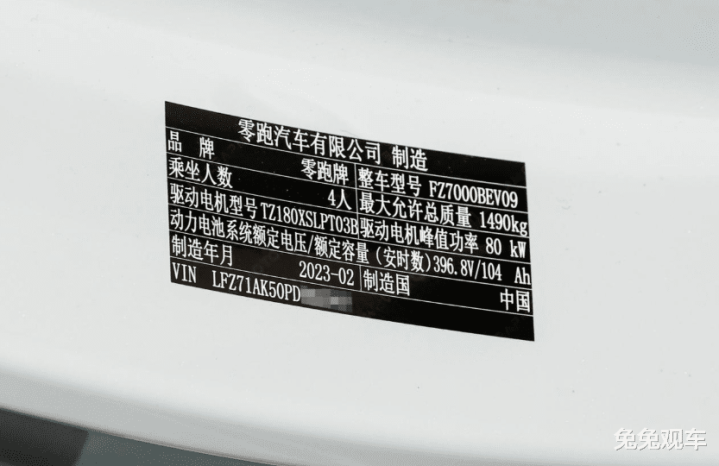 零跑汽车有限公司 制造
品 牌 零跑牌 整车型号 FZ7000BEV09
乘坐人数 4人 最大允许总质量 1490kg
驱动电机型号 TZ180XSLPT03B 驱动电机峰值功率 80 kW
动力电池系统额定电压/额定容量 (安时数) 396.8V/104 Ah
制造年月 2023-02 制造国 中国
VIN LFZ71AK50PD
兔兔观车